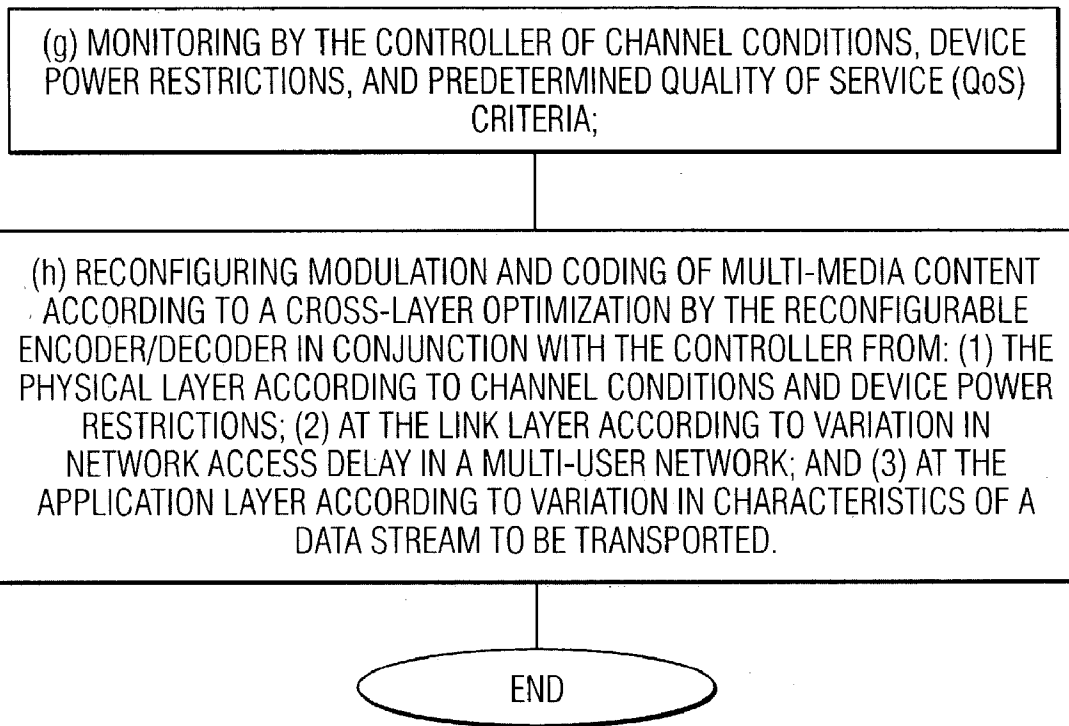 (g) MONITORING BY THE CONTROLLER OF CHANNEL CONDITIONS, DEVICE
POWER RESTRICTIONS, AND PREDETERMINED QUALITY OF SERVICE (QoS)
CRITERIA;
(h) RECONFIGURING MODULATION AND CODING OF MULTI-MEDIA CONTENT
ACCORDING TO A CROSS-LAYER OPTIMIZATION BY THE RECONFIGURABLE
ENCODER/DECODER IN CONJUNCTION WITH THE CONTROLLER FROM: (1) THE
PHYSICAL LAYER ACCORDING TO CHANNEL CONDITIONS AND DEVICE POWER
RESTRICTIONS; (2) AT THE LINK LAYER ACCORDING TO VARIATION IN
NETWORK ACCESS DELAY IN A MULTI-USER NETWORK; AND (3) AT THE
APPLICATION LAYER ACCORDING TO VARIATION IN CHARACTERISTICS OF A
DATA STREAM TO BE TRANSPORTED.
END